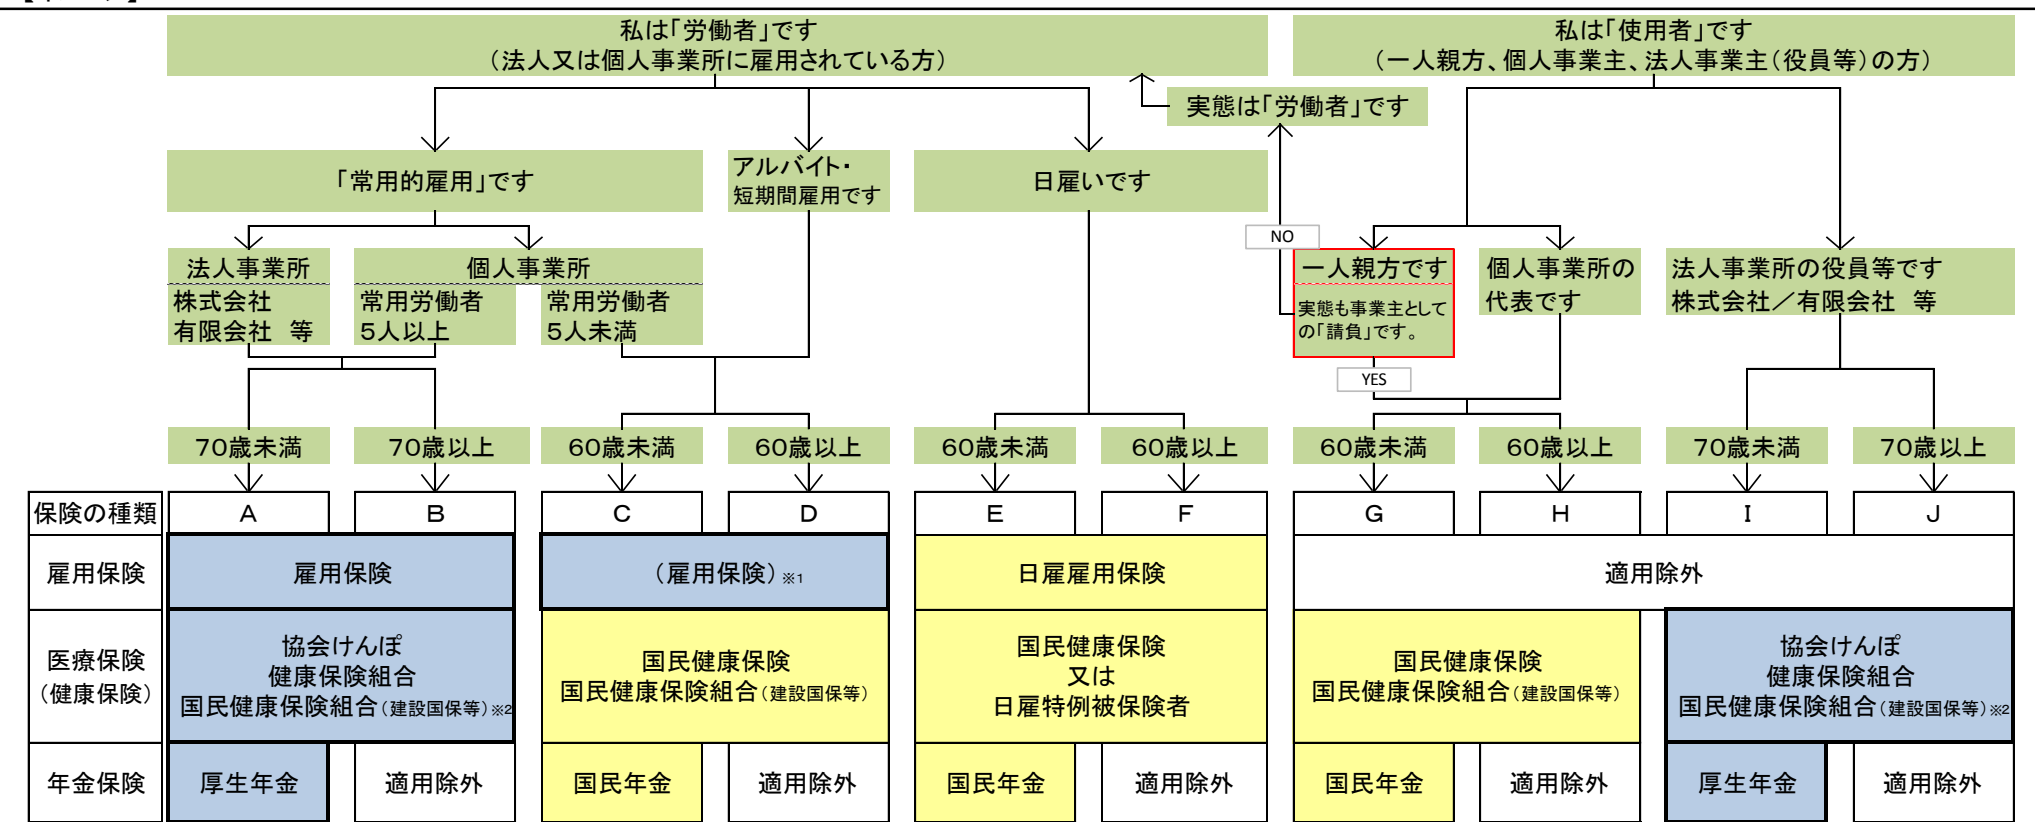 私は「労働者」です
（法人又は個人事業所に雇用されている方）
私は「使用者」です
（一人親方、個人事業主、法人事業主（役員等）の方）
実態は「労働者」です
「常用的雇用」です
アルバイト・
短期間雇用です
日雇いです
NO
法人事業所
株式会社
有限会社　等
個人事業所
常用労働者
５人以上
常用労働者
５人未満
一人親方です
実態も事業主として
の「請負」です。
個人事業所の
代表です
法人事業所の役員等です
株式会社／有限会社　等
YES
７０歳未満
７０歳以上
６０歳未満
６０歳以上
６０歳未満
６０歳以上
６０歳未満
６０歳以上
７０歳未満
７０歳以上
保険の種類
A
B
C
D
E
F
G
H
I
J
雇用保険
雇用保険
（雇用保険）※1
日雇雇用保険
適用除外
医療保険
（健康保険）
協会けんぽ
健康保険組合
国民健康保険組合（建設国保等）※2
国民健康保険
国民健康保険組合（建設国保等）
国民健康保険
又は
日雇特例被保険者
国民健康保険
国民健康保険組合（建設国保等）
協会けんぽ
健康保険組合
国民健康保険組合（建設国保等）※2
年金保険
厚生年金
適用除外
国民年金
適用除外
国民年金
適用除外
国民年金
適用除外
厚生年金
適用除外